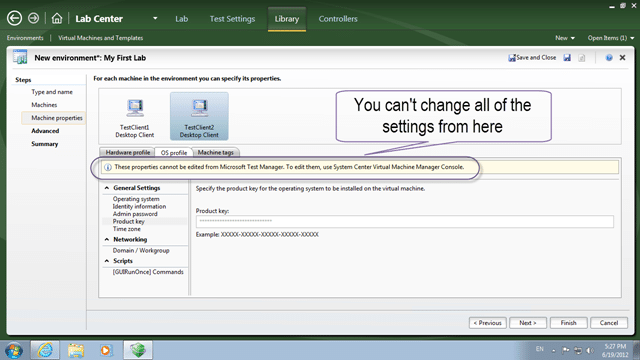 Lab Center
Lab
Test Settings
Library
Controllers
Environments
Virtual Machines and Templates
New
Open Items (1)
New environment*: My First Lab
Save and Close
Steps
Type and name
Machines
Machine properties
Advanced
Summary
For each machine in the environment you can specify its properties.
TestClient1
Desktop Client
TestClient2
Desktop Client
You can't change all of the
settings from here
Hardware profile
OS profile
Machine tags
These properties cannot be edited from Microsoft Test Manager. To edit them, use System Center Virtual Machine Manager Console.
General Settings
Operating system
Identity information
Admin password
Product key
Time zone
Networking
Domain / Workgroup
Scripts
[GUIRunOnce] Commands
Specify the product key for the operating system to be installed on the virtual machine.
Product key:
Example: XXXXX-XXXXX-XXXXX-XXXXX-XXXXX
< Previous
Next >
Finish
Cancel
EN
5:27 PM
6/19/2012